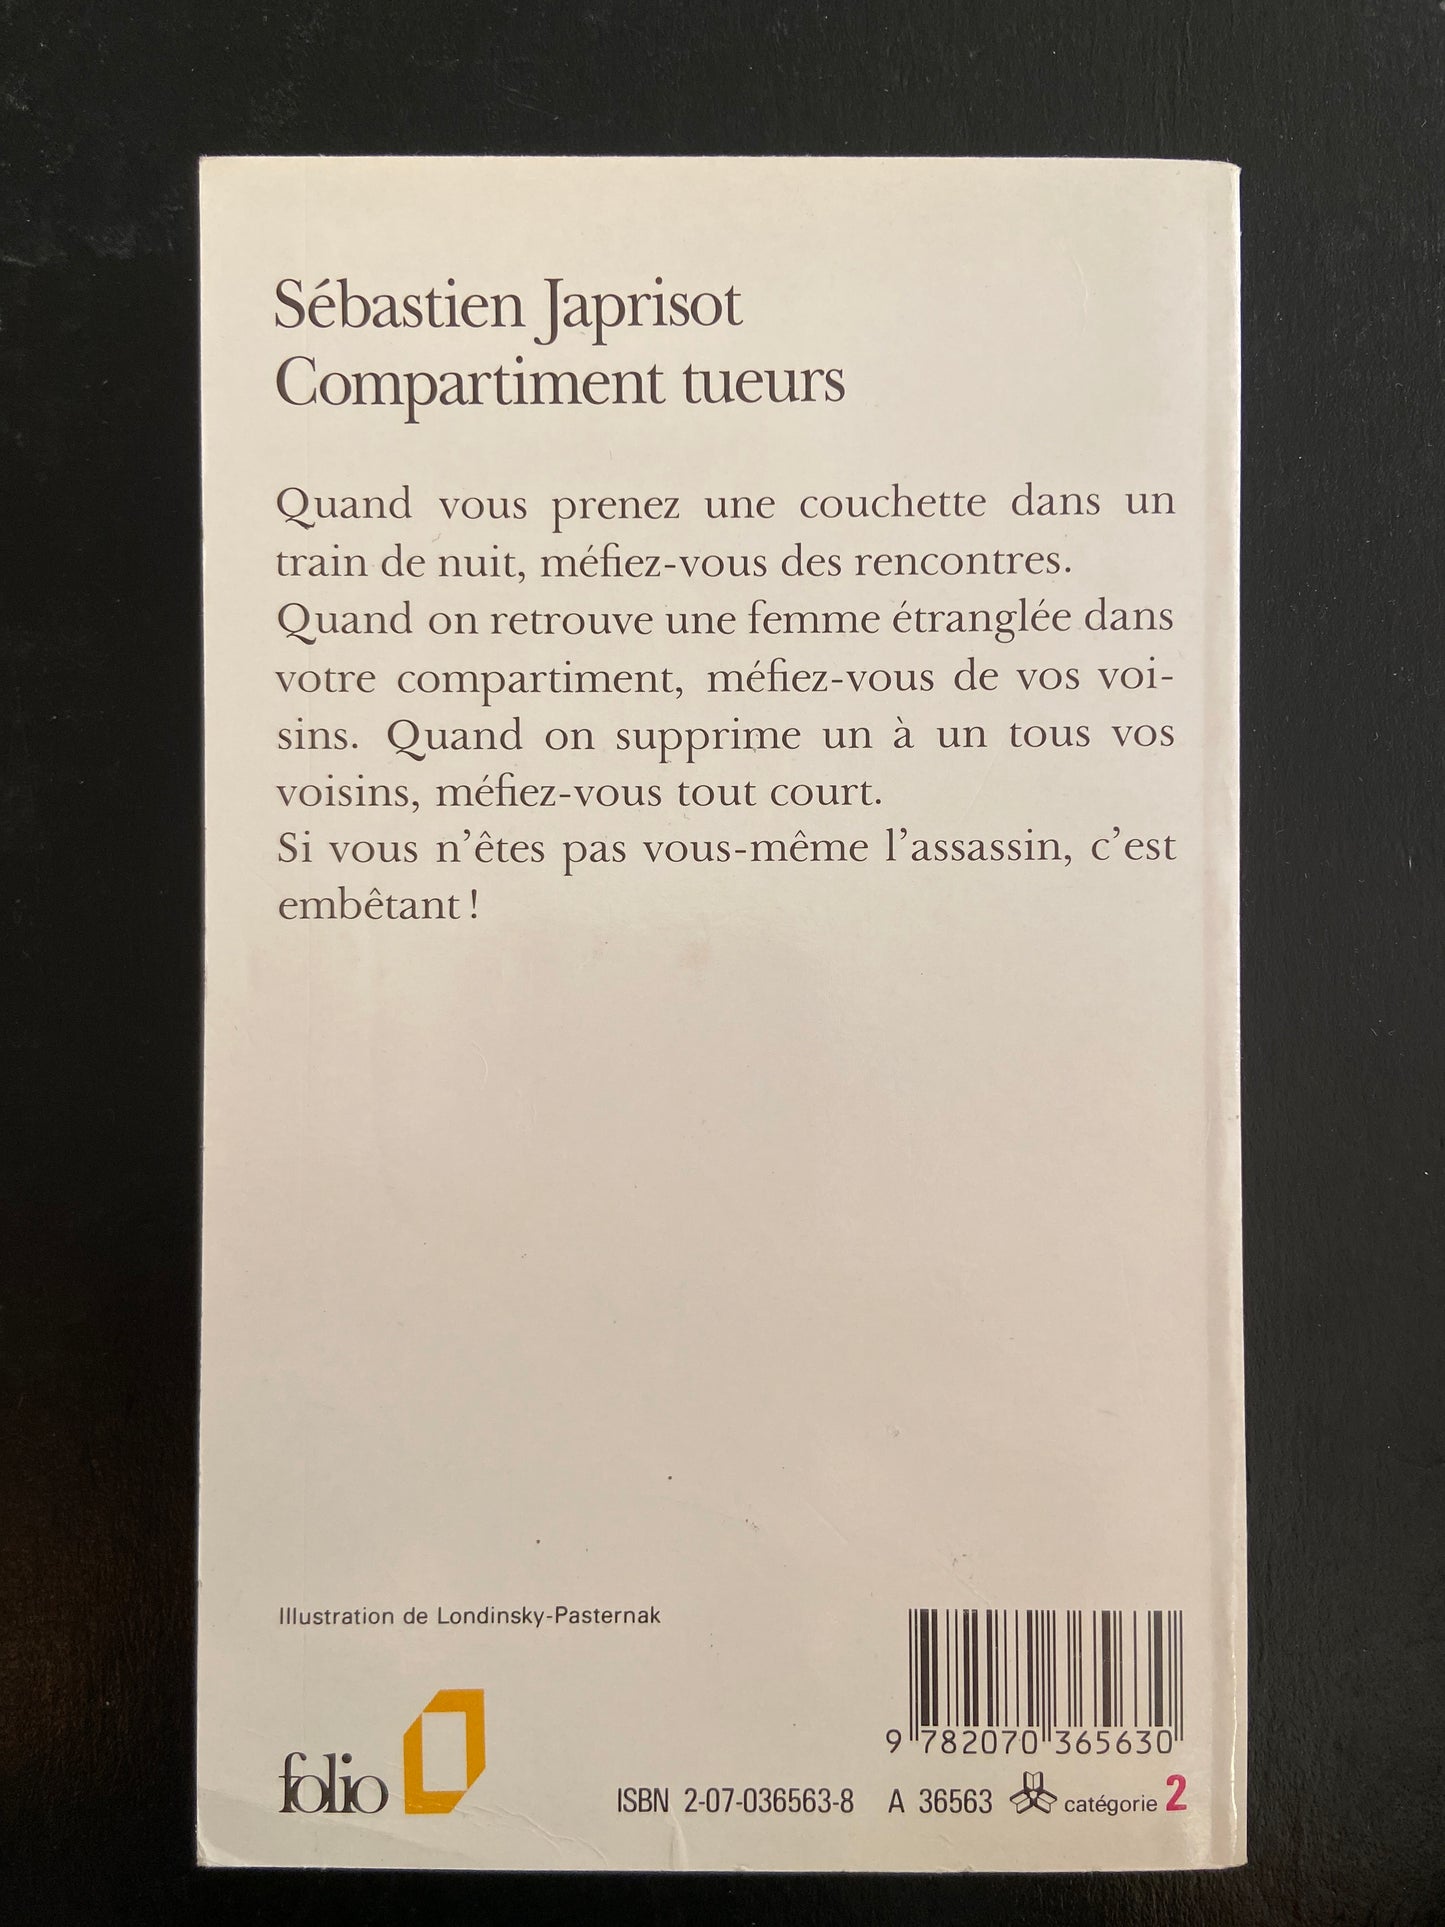 Sébastien Japrisot
Compartiment tueurs
Quand vous prenez une couchette dans un
train de nuit, méfiez-vous des rencontres.
Quand on retrouve une femme étranglée dans
votre compartiment, méfiez-vous de vos voi-
sins. Quand on supprime un à un tous vos
voisins, méfiez-vous tout court.
Si vous n’êtes pas vous-même l’assassin, c’est
embêtant !
Illustration de Londinsky-Pasternak
9 782070 365630
folio
ISBN 2-07-036563-8 A 36563 catégorie 2